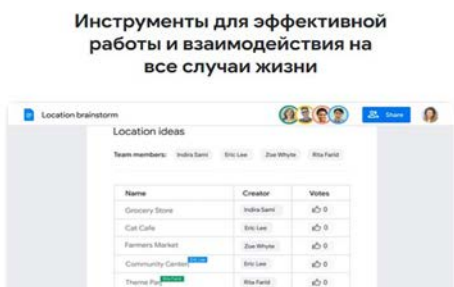 Инструменты для эффективной
работы и взаимодействия на
все случаи жизни
Location brainstorm
Share
Location ideas
Team members: Indira Sami Eric Lee Zoe Whyte Rita Farid
Name Creator Votes
Grocery Store Indira Sami 0
Cat Cafe Eric Lee 0
Farmers Market Zoe Whyte 0
Community Center Eric Lee 0
Theme Par Rita Farid 0